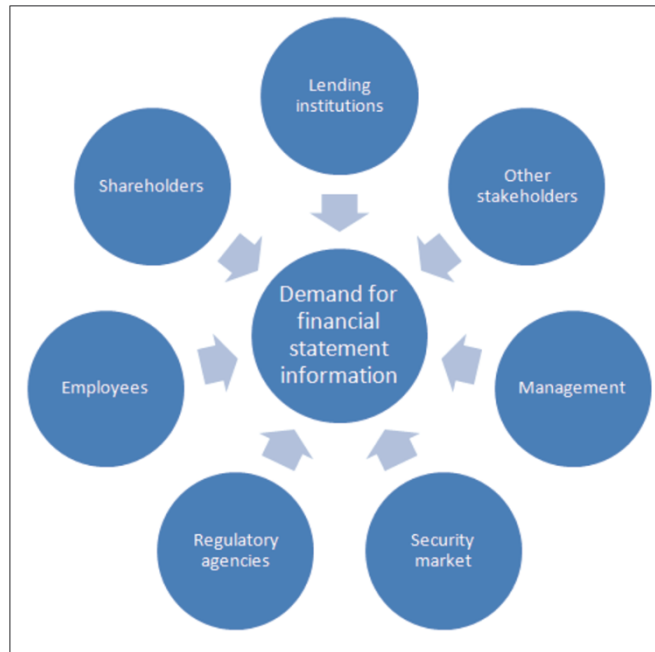 Lending
institutions
Shareholders
Other
stakeholders
Demand for
financial
statement
information
Employees
Management
Regulatory
agencies
Security
market